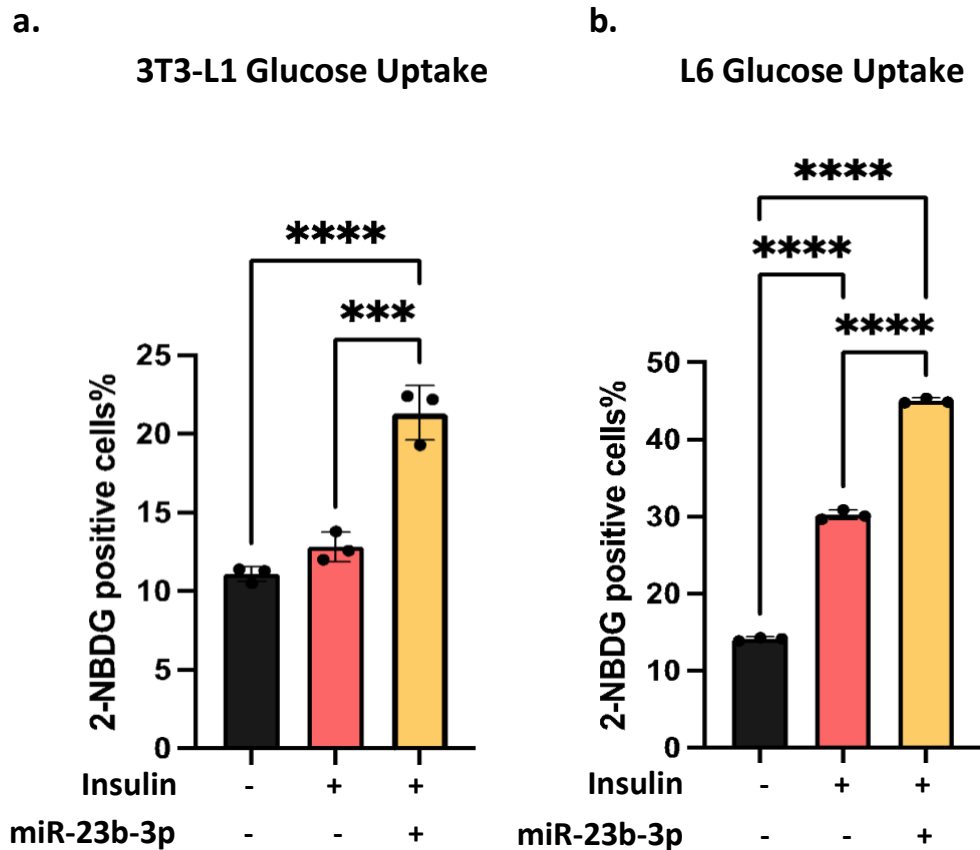 a.
3T3-L1 Glucose Uptake
****
***
2-NBDG positive cells%
25
20
15
10
5
0
Insulin - + +
miR-23b-3p - - +
b.
L6 Glucose Uptake
****
****
****
2-NBDG positive cells%
50
40
30
20
10
0
Insulin - + +
miR-23b-3p - - +